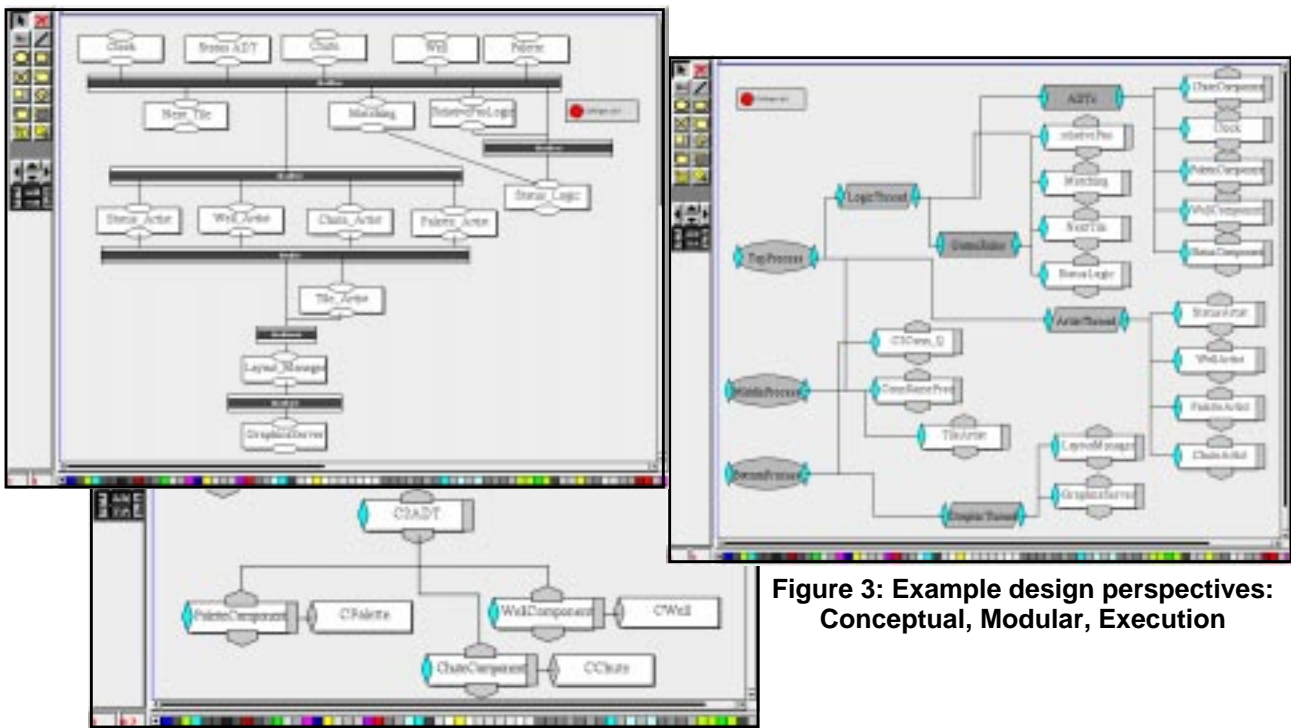 Clock
Status ADT
Chute
Well
Palette
Next_Tile
Matching
RelativePosLogic
Status_Logic
Status_Artist
Well_Artist
Chute_Artist
Palette_Artist
Tile_Artist
Layout_Manager
GraphicsServer
ADTs
ChuteComponent
relativePos
Clock
LogicThread
Matching
PaletteComponent
NextTile
WellComponent
TopProcess
GameRules
StatusLogic
StatusComponent
ArtistThread
StatusArtist
WellArtist
MiddleProcess
PaletteArtist
TileArtist
LayoutManager
ChuteArtist
BottomProcess
GraphicsServer
GraphicThread
C2ADT
PaletteComponent
CPalette
WellComponent
CWell
ChuteComponent
CChute
Figure 3: Example design perspectives:
Conceptual, Modular, Execution